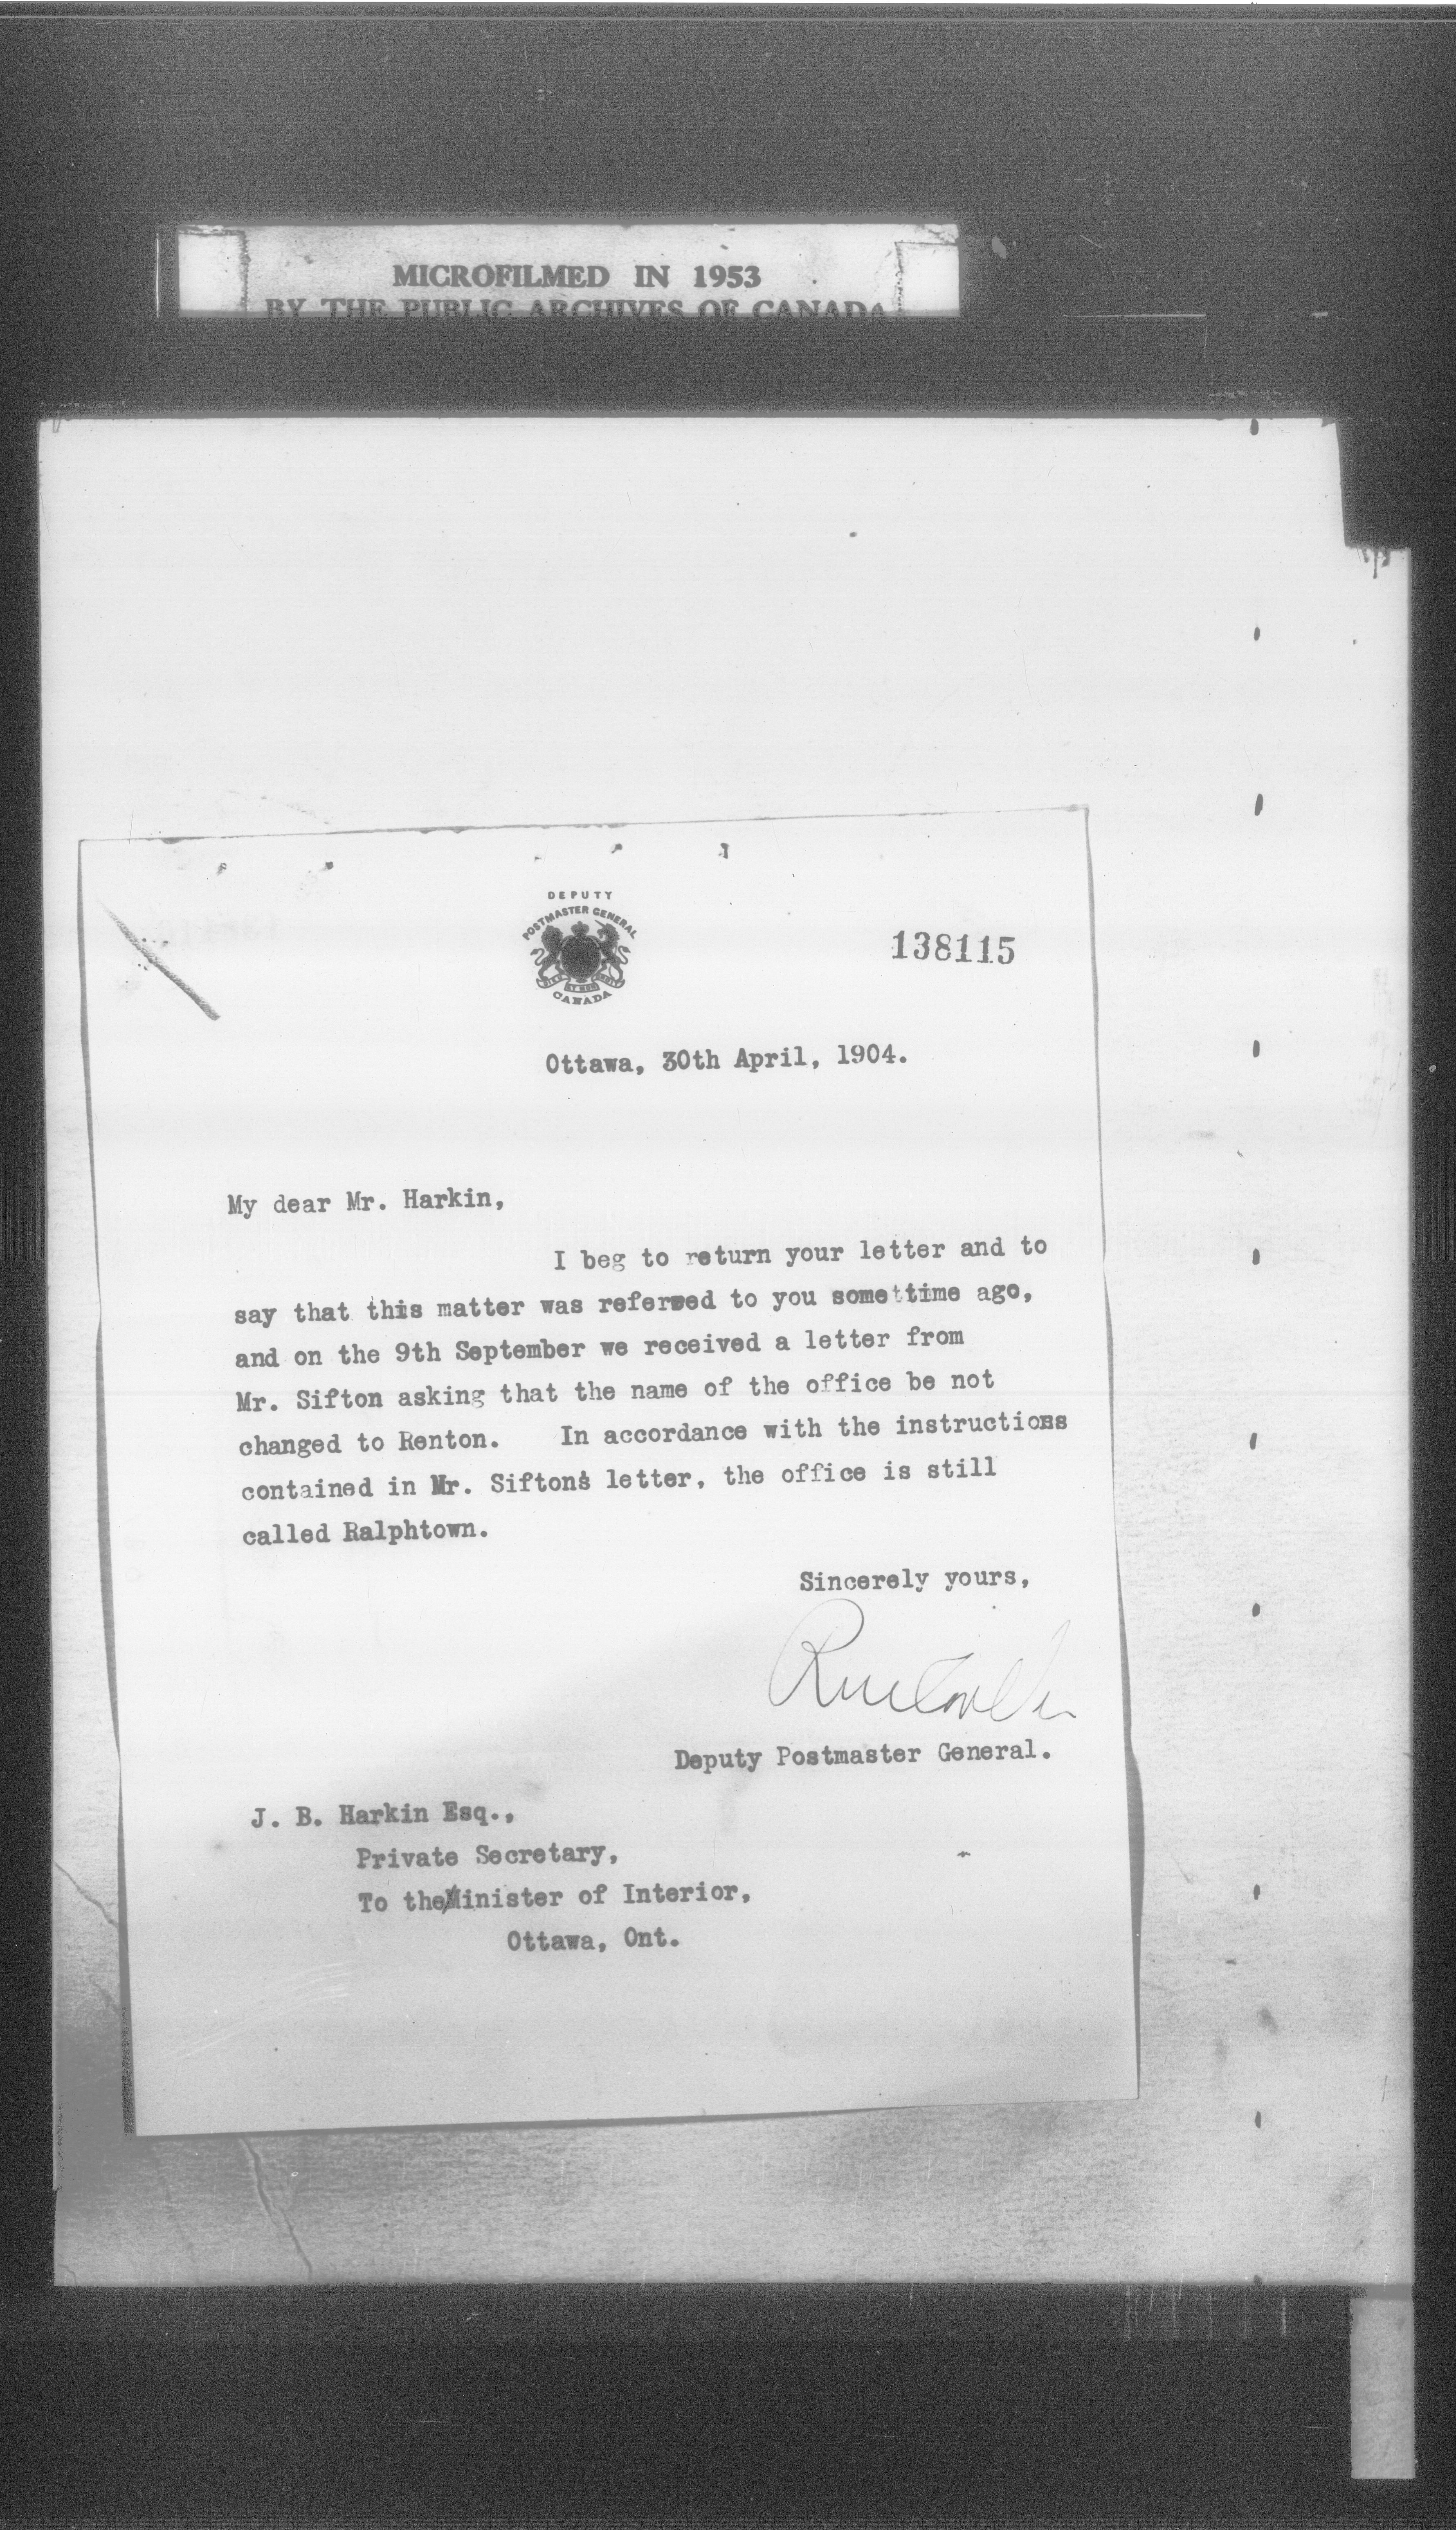 MICROFILMED IN 1953
BY THE PUBLIC ARCHIVES OF CANADA
DEPUTY
POSTMASTER GENERAL
CANADA
138115
Ottawa, 30th April, 1904.
My dear Mr. Harkin,
I beg to return your letter and to
say that this matter was referred to you somettime ago,
and on the 9th September we received a letter from
Mr. Sifton asking that the name of the office be not
changed to Renton. In accordance with the instructions
contained in Mr. Sifton's letter, the office is still
called Ralphtown.
Sincerely yours,
Deputy Postmaster General.
J. B. Harkin Esq.,
Private Secretary,
To the Minister of Interior,
Ottawa, Ont.